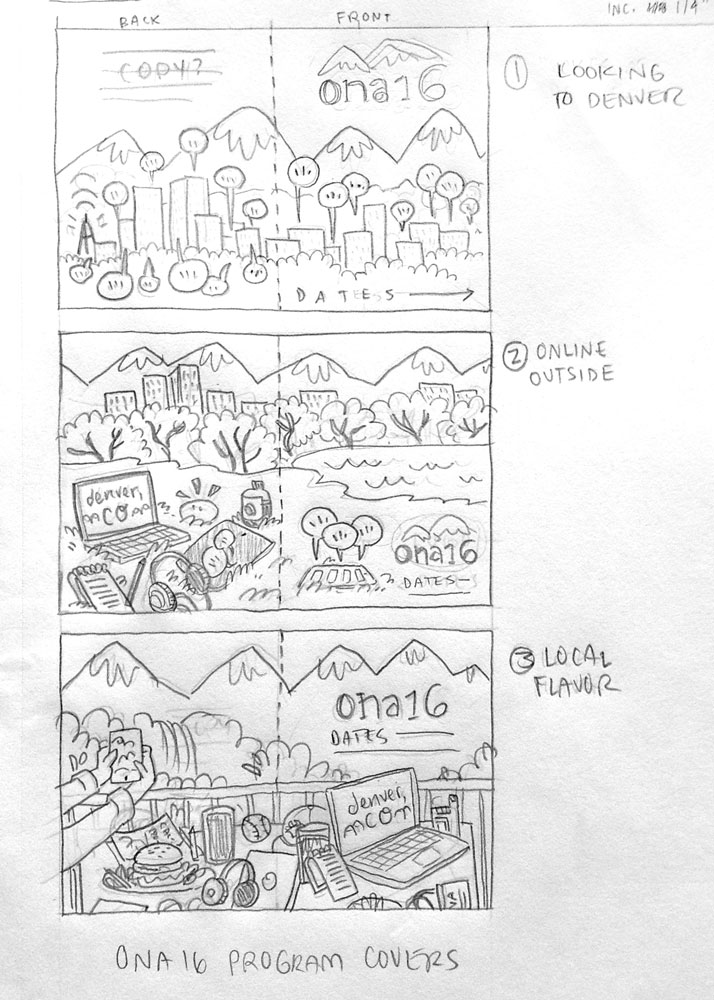 BACK
FRONT
INC. 1/4"
COPY?
ona16
DATES
1 LOOKING
TO DENVER
2 ONLINE
OUTSIDE
denver,
CO
ona16
DATES
3 LOCAL
FLAVOR
ona16
DATES
denver,
CO
ONA16 PROGRAM COVERS